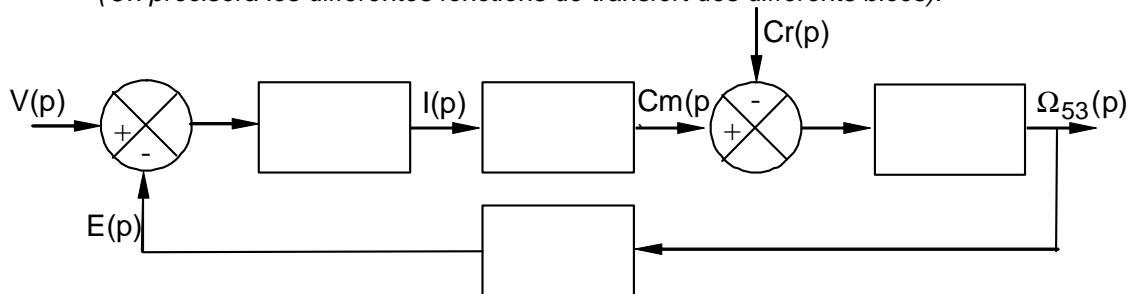 (On précisera les différentes fonctions de transfert des différents blocs).
Cr(p)
V(p)
+
-
I(p)
Cm(p
-
+
Ω53(p)
E(p)